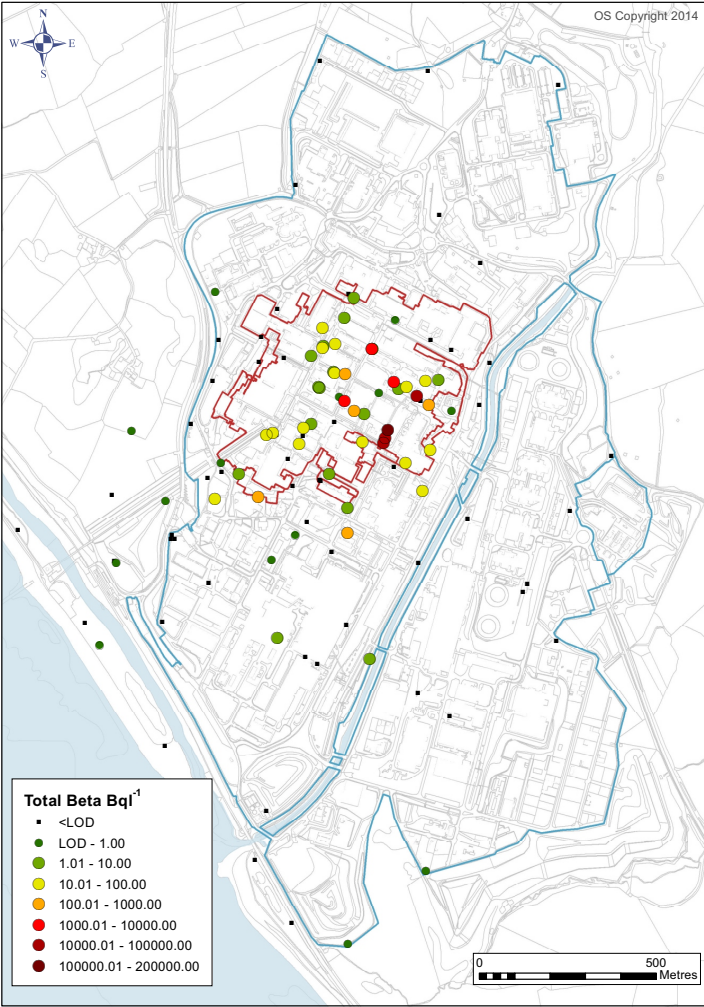 OS Copyright 2014
N
W E
S
Total Beta Bql⁻¹
<LOD
LOD - 1.00
1.01 - 10.00
10.01 - 100.00
100.01 - 1000.00
1000.01 - 10000.00
10000.01 - 100000.00
100000.01 - 200000.00
0 500
Metres